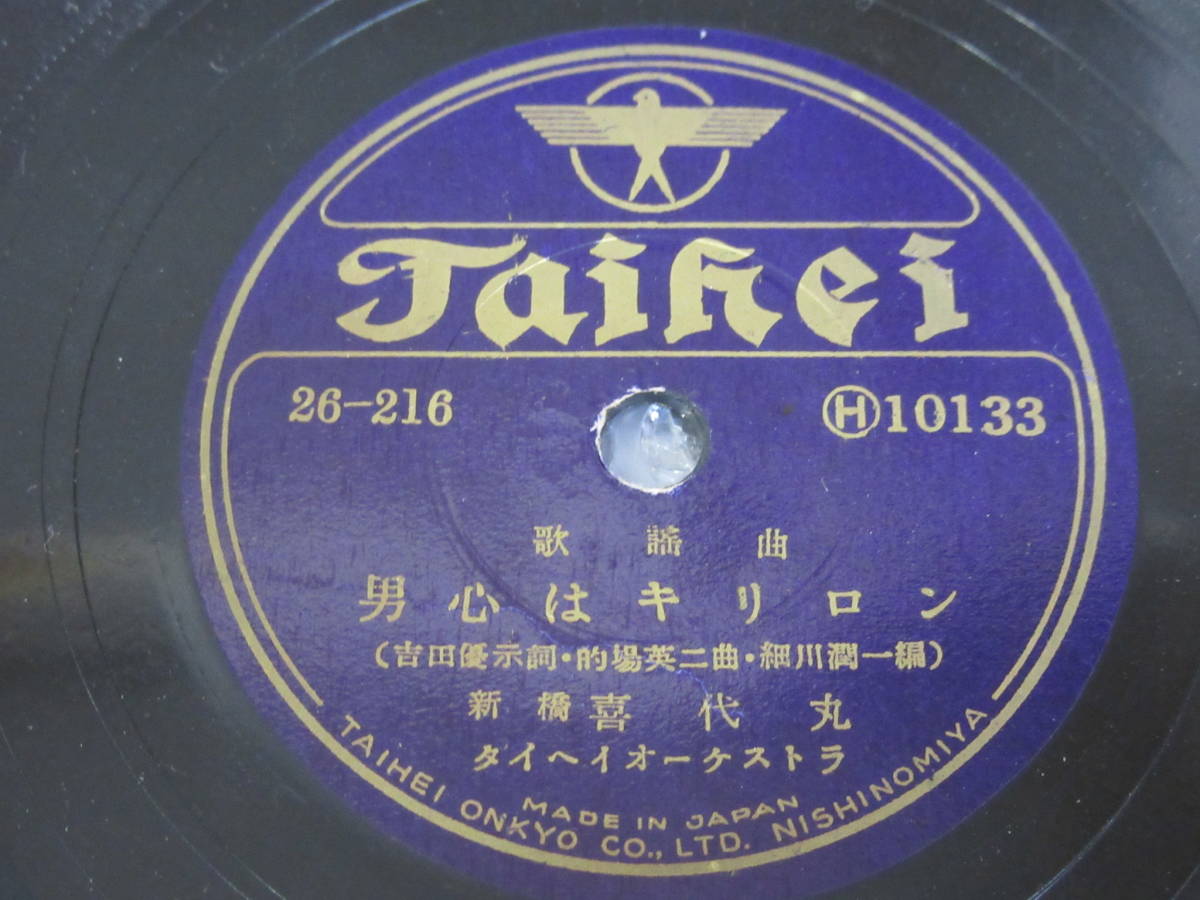 Taihei
26-216
Ⓗ10133
歌謡曲
男心はキリロン
(吉田優示詞・的場英二曲・細川潤一編)
新橋喜代丸
タイヘイオーケストラ
MADE IN JAPAN
TAIHEI ONKYO CO., LTD. NISHINOMIYA